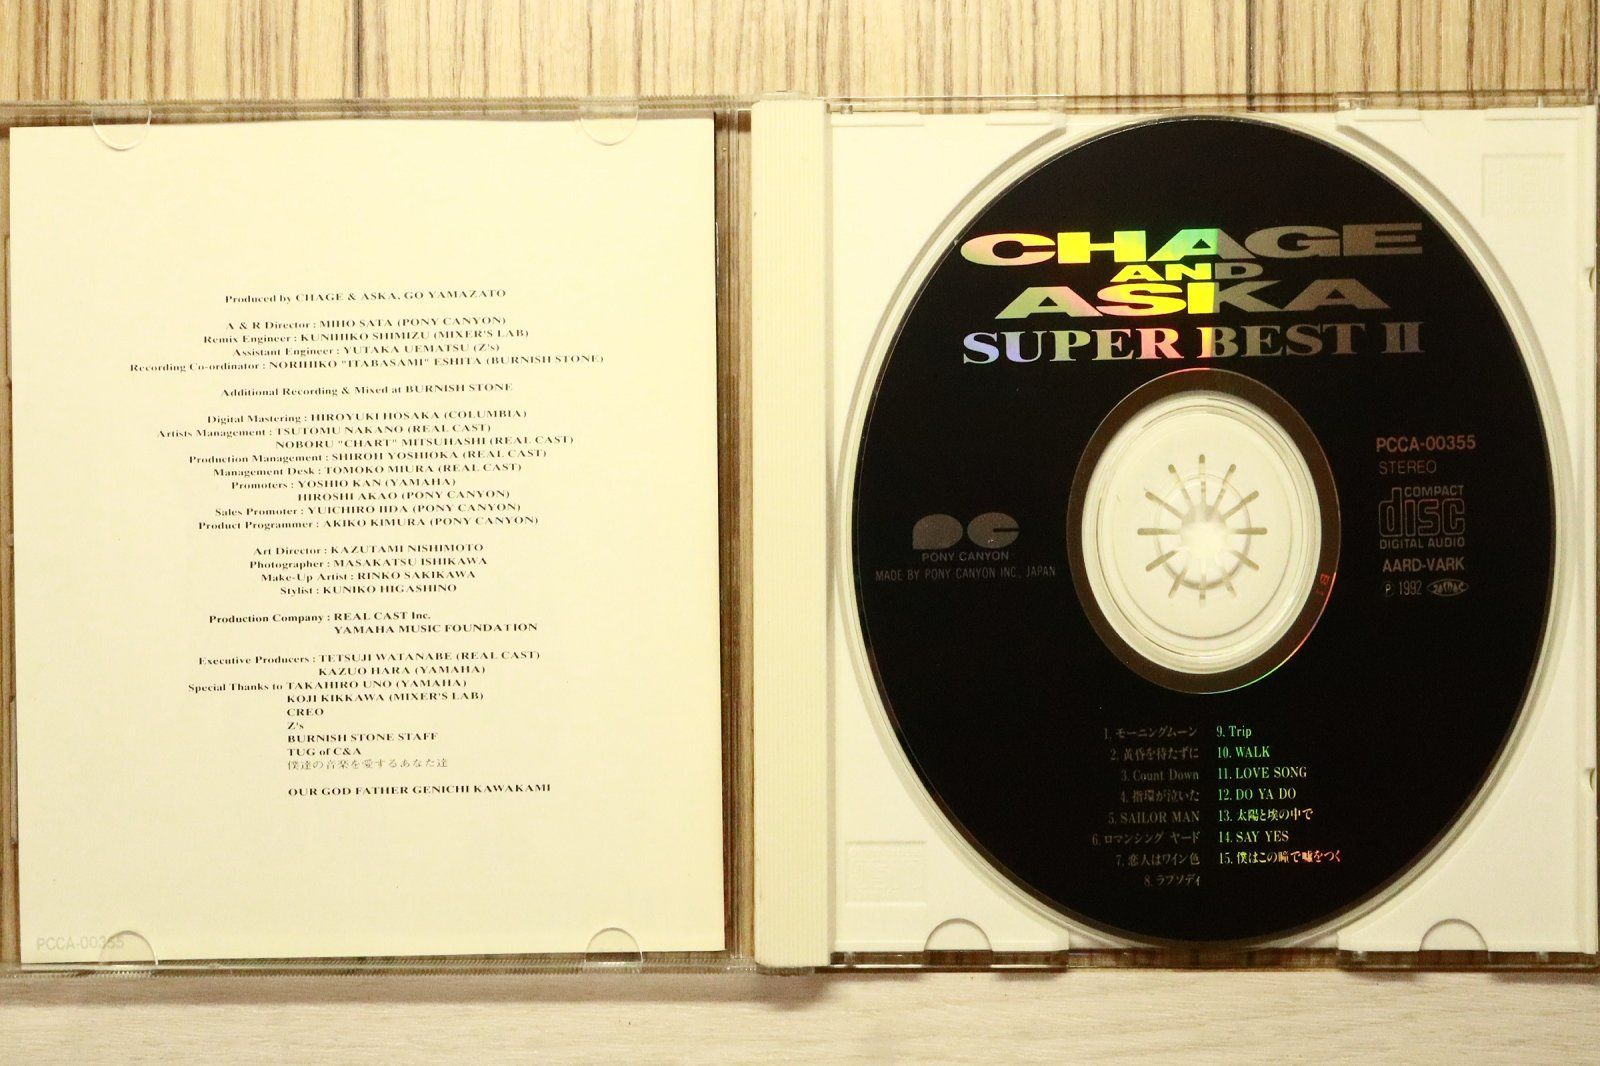 Produced by CHAGE & ASKA, GO YAMAZATO
A & R Director : MIHO SATA (PONY CANYON)
Remix Engineer : KUNIHIKO SHIMIZU (MIXER'S LAB)
Assistant Engineer : YUTAKA UEMATSU (Z's)
Recording Co-ordinator : NORIHIKO "ITABASAMI" ESHITA (BURNISH STONE)
Additional Recording & Mixed at BURNISH STONE
Digital Mastering : HIROYUKI HOSAKA (COLUMBIA)
Artists Management : TSUTOMU NAKANO (REAL CAST)
NOBORU "CHART" MITSUHASHI (REAL CAST)
Production Management : SHIROH YOSHIOKA (REAL CAST)
Management Desk : TOMOKO MIURA (REAL CAST)
Promoters : YOSHIO KAN (YAMAHA)
HIROSHI AKAO (PONY CANYON)
Sales Promoter : YUICHIRO IIDA (PONY CANYON)
Product Programmer : AKIKO KIMURA (PONY CANYON)
Art Director : KAZUTAMI NISHIMOTO
Photographer : MASAKATSU ISHIKAWA
Make-Up Artist : RINKO SAKIKAWA
Stylist : KUNIKO HIGASHINO
Production Company : REAL CAST Inc.
YAMAHA MUSIC FOUNDATION
Executive Producers : TETSUJI WATANABE (REAL CAST)
KAZUO HARA (YAMAHA)
Special Thanks to TAKAHIRO UNO (YAMAHA)
KOJI KIKKAWA (MIXER'S LAB)
CREO
Z's
BURNISH STONE STAFF
TUG of C&A
僕達の音楽を愛するあなた達
OUR GOD FATHER GENICHI KAWAKAMI
PCCA-00355
CHAGE
AND
ASKA
SUPER BEST II
PCCA-00355
STEREO
COMPACT
disc
DIGITAL AUDIO
AARD-VARK
Ⓟ 1992
PONY CANYON
MADE BY PONY CANYON INC., JAPAN
1. モーニングムーン
2. 黄昏を待たずに
3. Count Down
4. 指環が泣いた
5. SAILOR MAN
6. ロマンシング ヤード
7. 恋人はワイン色
8. ラプソディ
9. Trip
10. WALK
11. LOVE SONG
12. DO YA DO
13. 太陽と埃の中で
14. SAY YES
15. 僕はこの瞳で嘘をつく